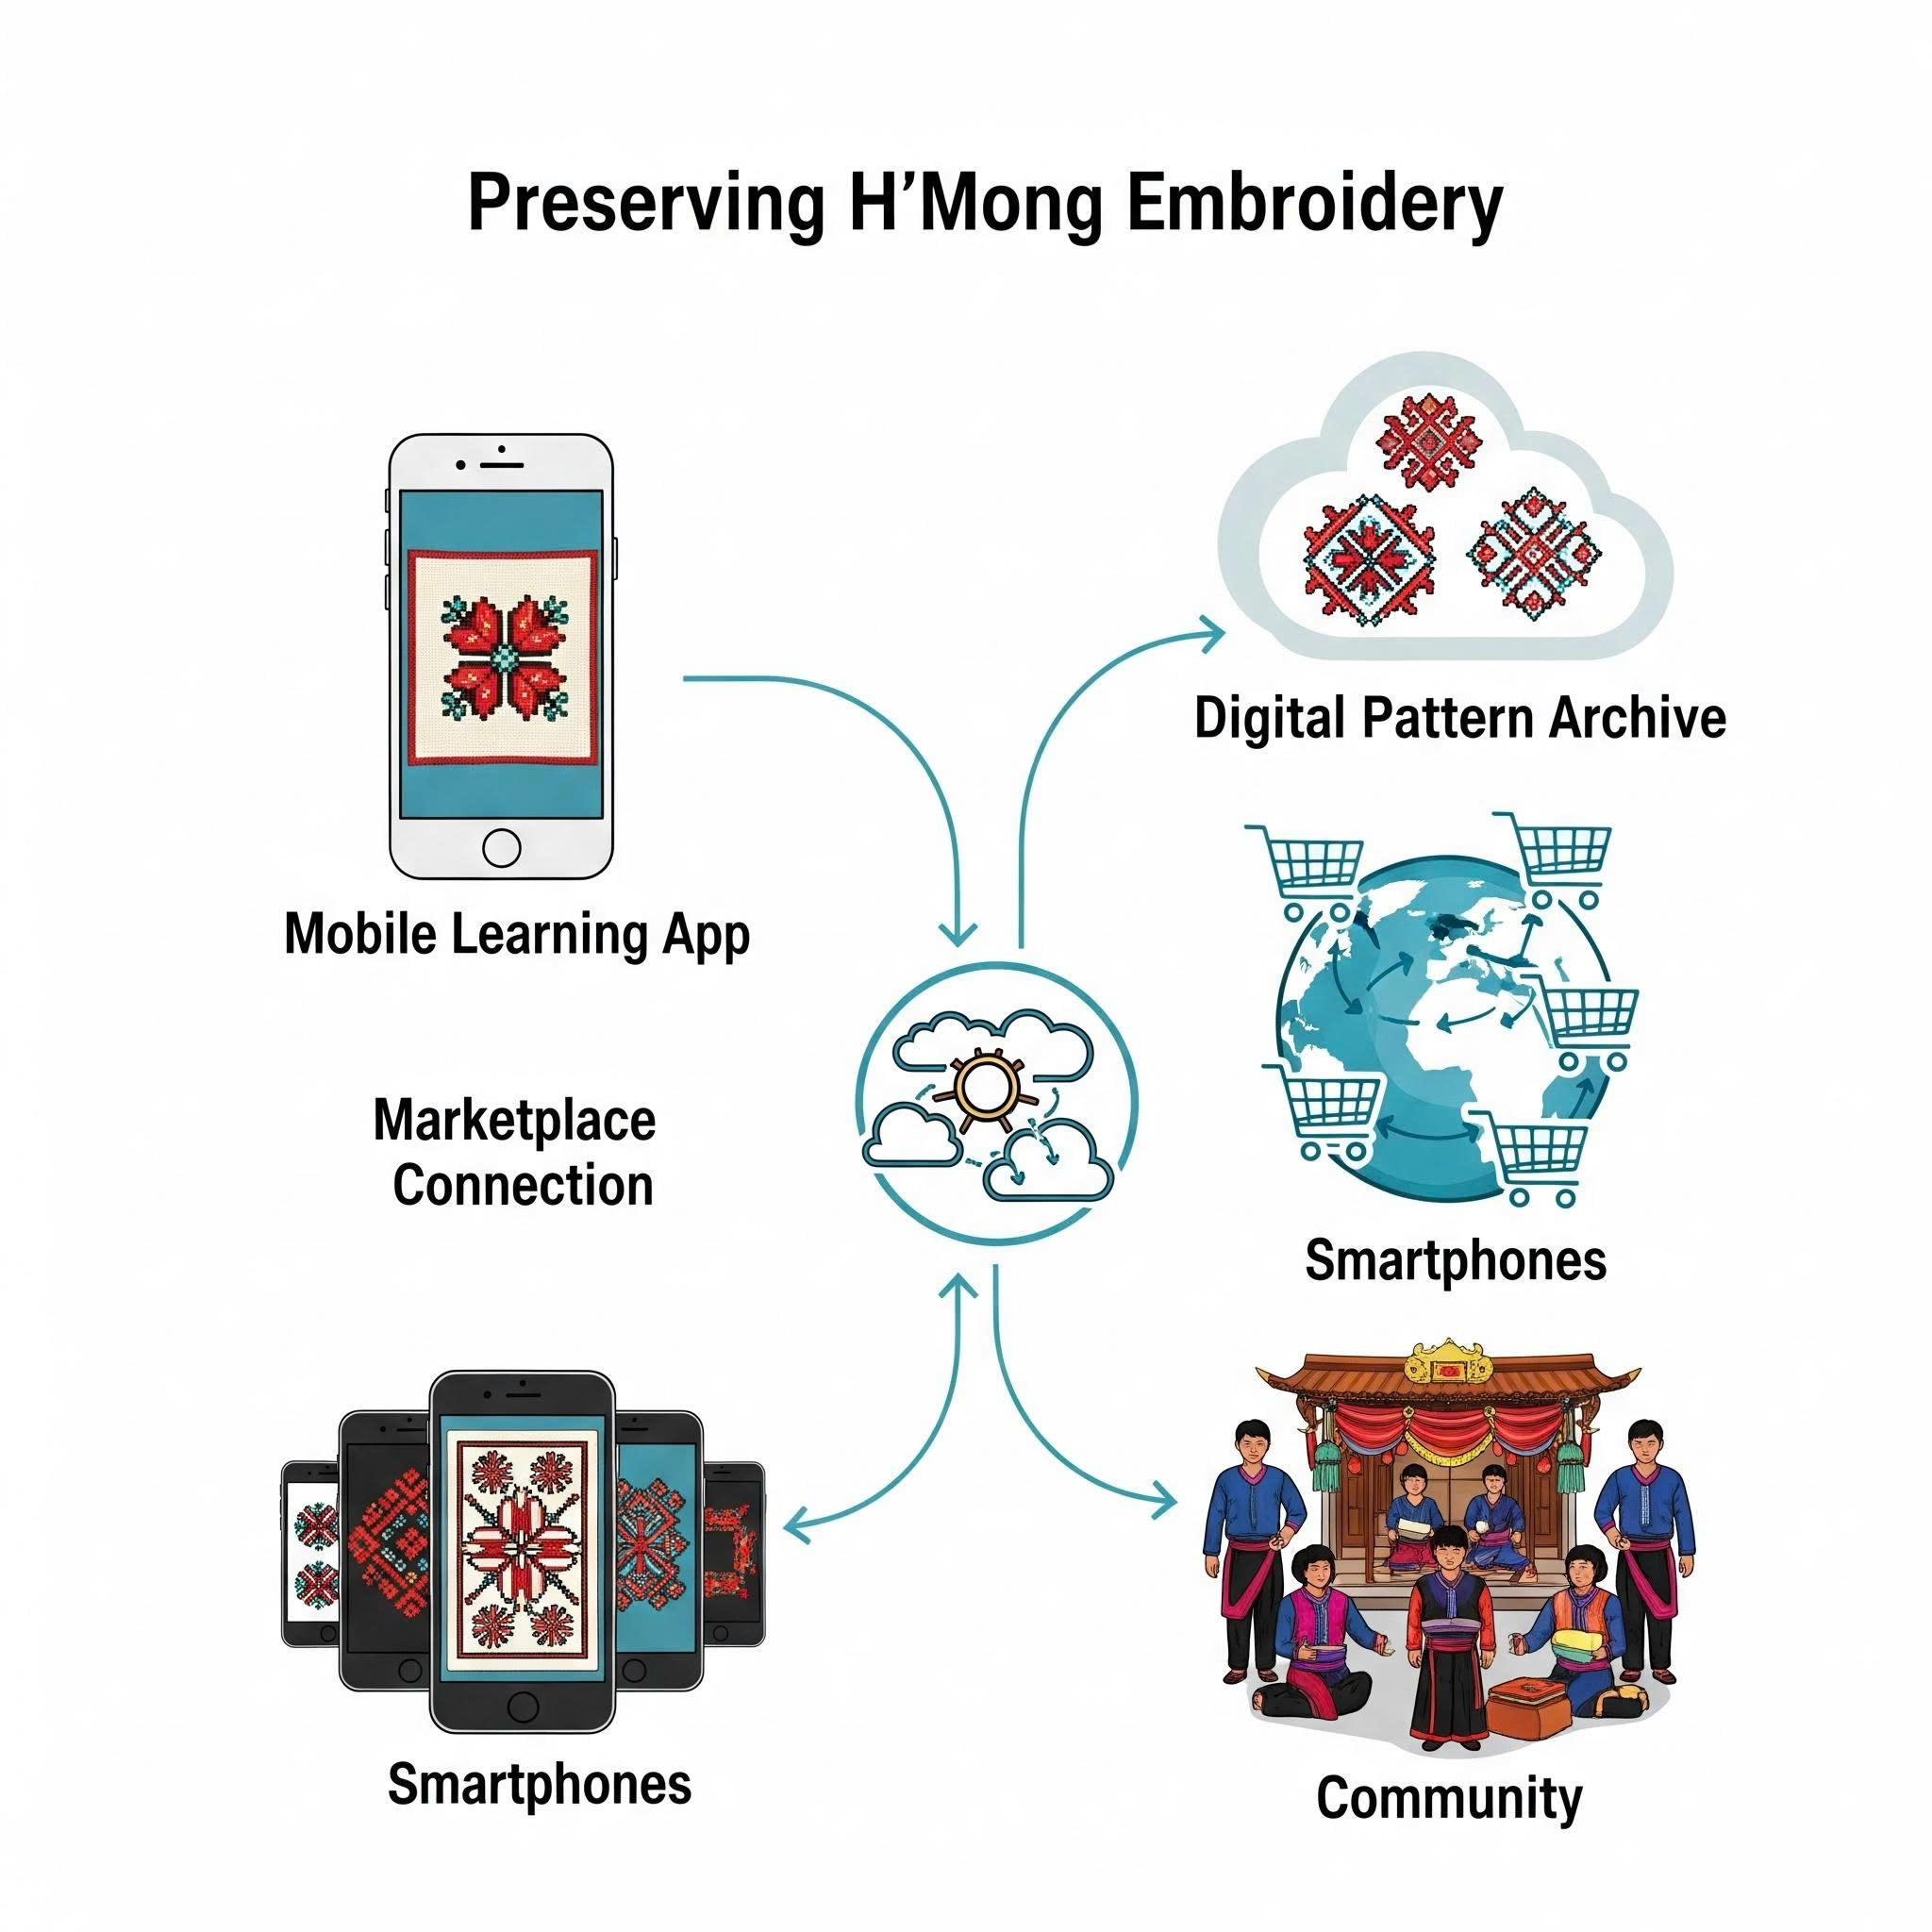 Preserving H’Mong Embroidery
Digital Pattern Archive
Mobile Learning App
Marketplace
Connection
Smartphones
Smartphones
Community